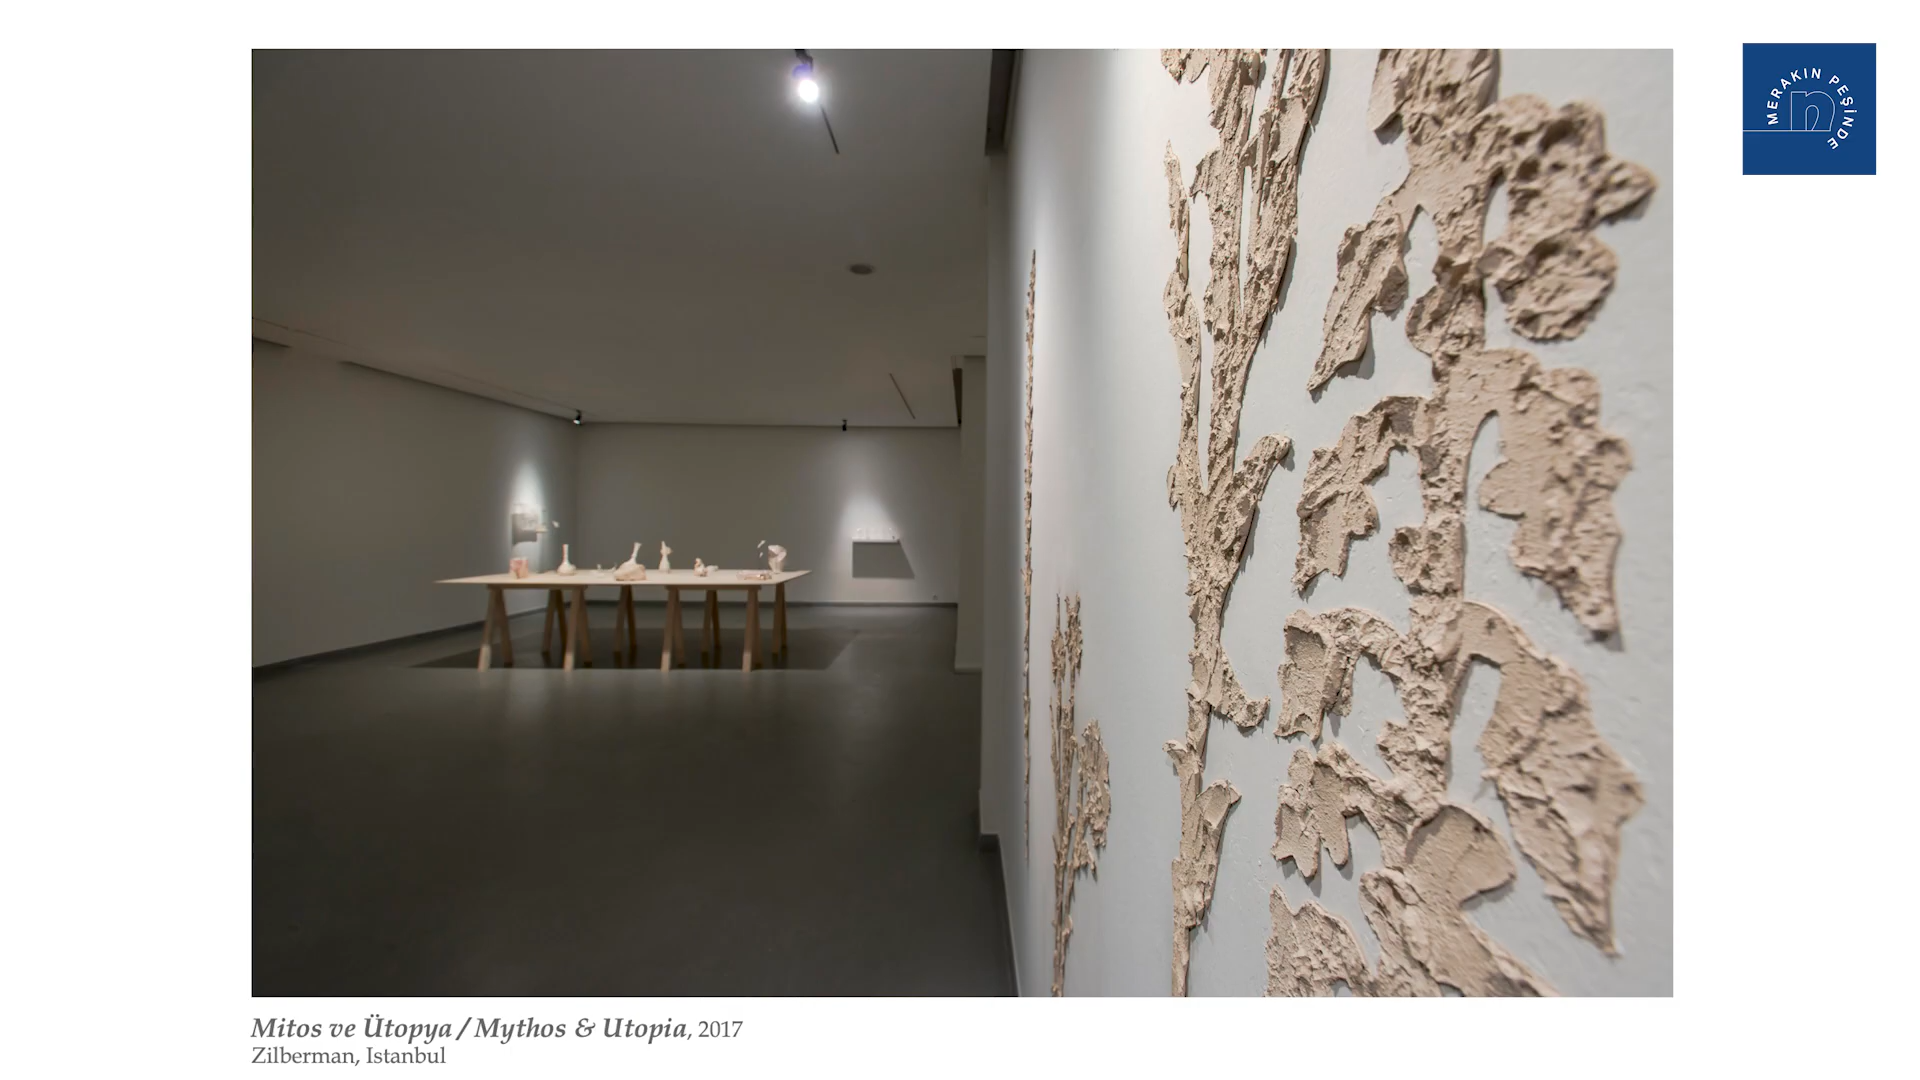 MERAKIN PEŞİNDE
n
Mitos ve Ütopya / Mythos & Utopia, 2017
Zilberman, Istanbul